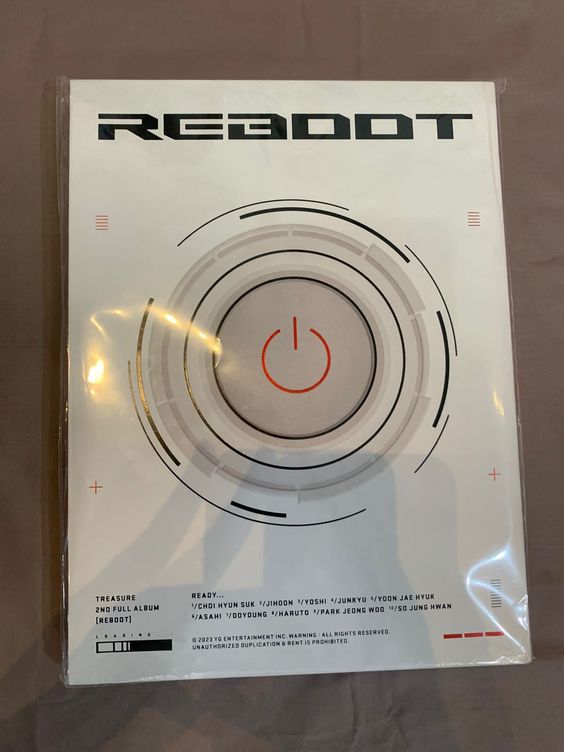 REBOOT
TREASURE
2ND FULL ALBUM
[REBOOT]
LOADING
READY...
1/CHOI HYUN SUK 2/JIHOON 3/YOSHI 4/JUNKYU 5/YOON JAE HYUK
6/ASAHI 7/DOYOUNG 8/HARUTO 9/PARK JEONG WOO 10/SO JUNG HWAN
© 2023 YG ENTERTAINMENT INC. WARNING : ALL RIGHTS RESERVED.
UNAUTHORIZED DUPLICATION & RENT IS PROHIBITED.